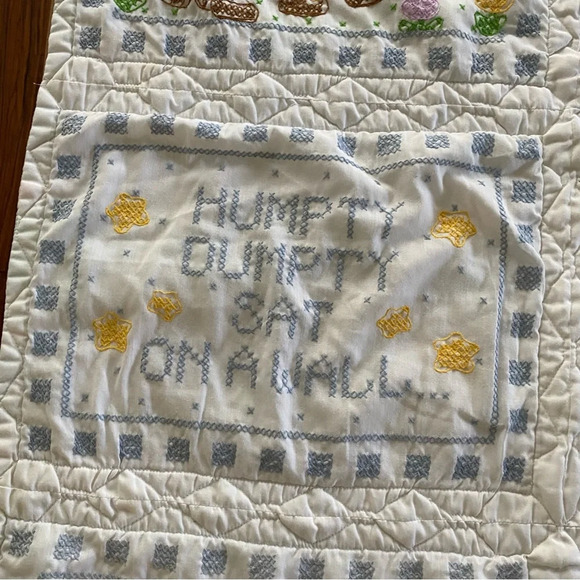 HUMPTY
DUMPTY
SAT
ON A WALL...